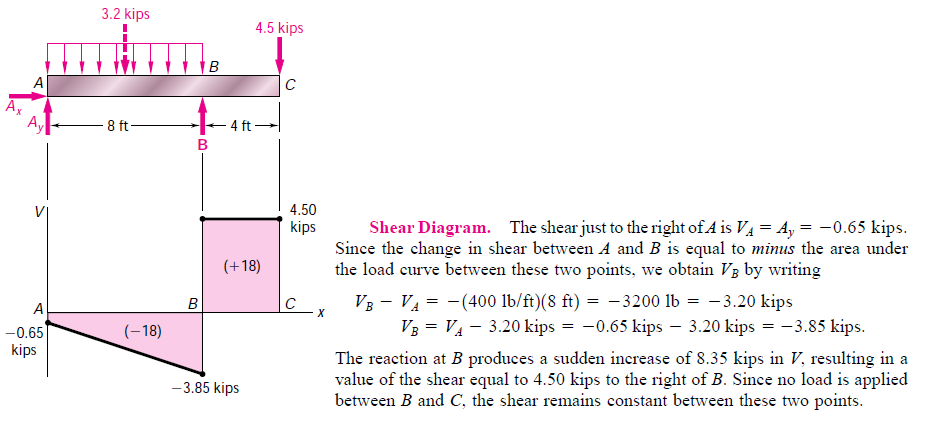 3.2 kips
4.5 kips
B
A
C
Ax
Ay
8 ft
4 ft
B
V
4.50
kips
(+18)
A
B
C
x
−0.65
kips
(−18)
−3.85 kips
Shear Diagram. The shear just to the right of A is VA = Ay = −0.65 kips.
Since the change in shear between A and B is equal to minus the area under
the load curve between these two points, we obtain VB by writing
VB − VA = −(400 lb/ft)(8 ft) = −3200 lb = −3.20 kips
VB = VA − 3.20 kips = −0.65 kips − 3.20 kips = −3.85 kips.
The reaction at B produces a sudden increase of 8.35 kips in V, resulting in a
value of the shear equal to 4.50 kips to the right of B. Since no load is applied
between B and C, the shear remains constant between these two points.